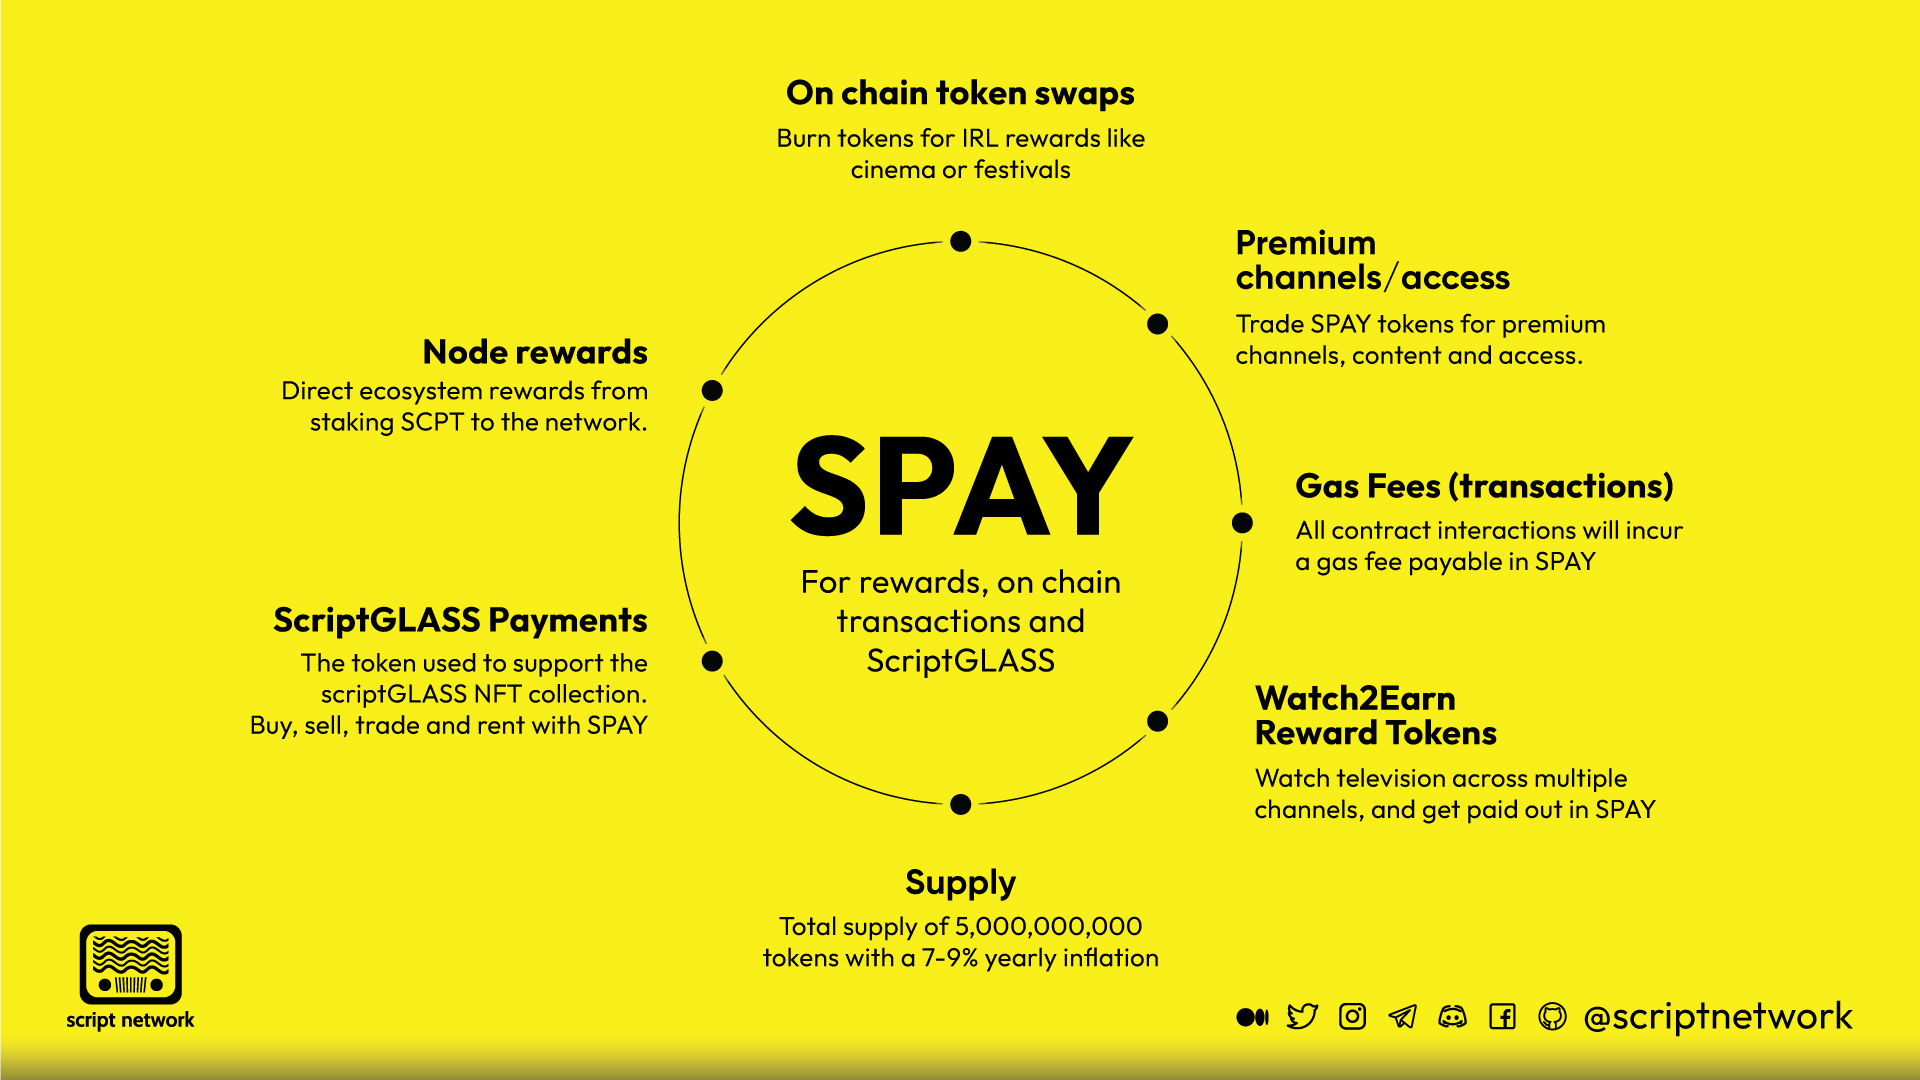 On chain token swaps
Burn tokens for IRL rewards like
cinema or festivals
Premium
channels/access
Trade SPAY tokens for premium
channels, content and access.
Node rewards
Direct ecosystem rewards from
staking SCPT to the network.
SPAY
For rewards, on chain
transactions and
ScriptGLASS
Gas Fees (transactions)
All contract interactions will incur
a gas fee payable in SPAY
ScriptGLASS Payments
The token used to support the
scriptGLASS NFT collection.
Buy, sell, trade and rent with SPAY
Watch2Earn
Reward Tokens
Watch television across multiple
channels, and get paid out in SPAY
Supply
Total supply of 5,000,000,000
tokens with a 7-9% yearly inflation
script network
@scriptnetwork